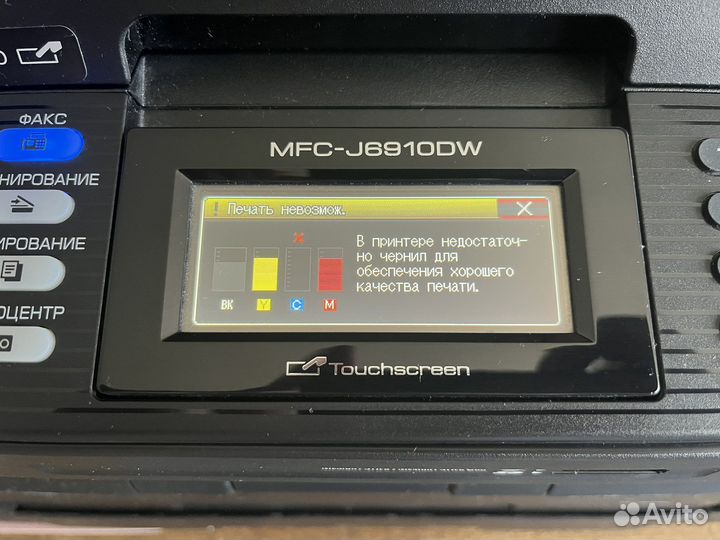 ФАКС
НИРОВАНИЕ
ИРОВАНИЕ
ОЦЕНТР
MFC-J6910DW
! Печать невозмож.
В принтере недостаточ-
но чернил для
обеспечения хорошего
качества печати.
BK Y C M
Touchscreen
Avito